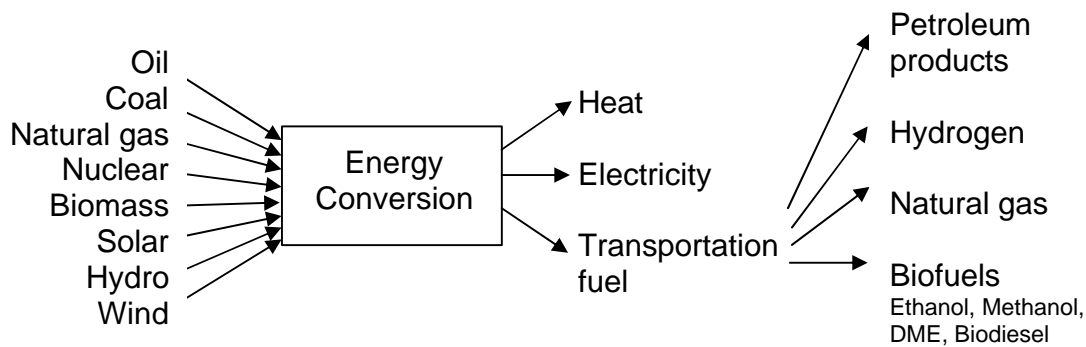 Oil
Coal
Natural gas
Nuclear
Biomass
Solar
Hydro
Wind
Energy
Conversion
Heat
Electricity
Transportation
fuel
Petroleum
products
Hydrogen
Natural gas
Biofuels
Ethanol, Methanol,
DME, Biodiesel